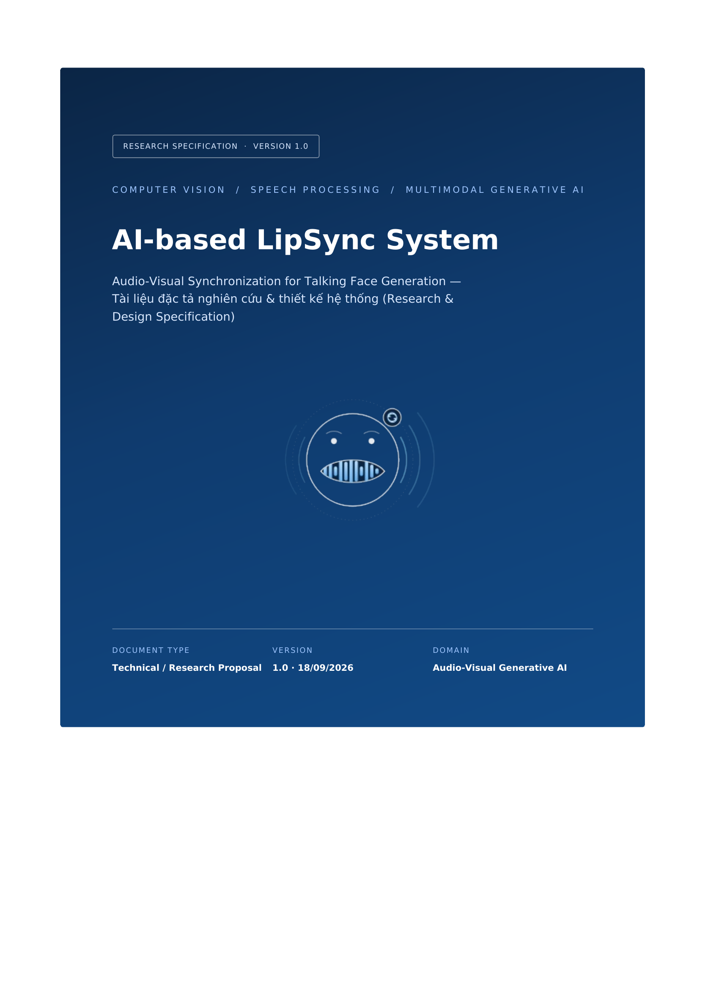 RESEARCH SPECIFICATION · VERSION 1.0
COMPUTER VISION / SPEECH PROCESSING / MULTIMODAL GENERATIVE AI
AI-based LipSync System
Audio-Visual Synchronization for Talking Face Generation —
Tài liệu đặc tả nghiên cứu & thiết kế hệ thống (Research &
Design Specification)
DOCUMENT TYPE VERSION DOMAIN
Technical / Research Proposal 1.0 · 18/09/2026 Audio-Visual Generative AI